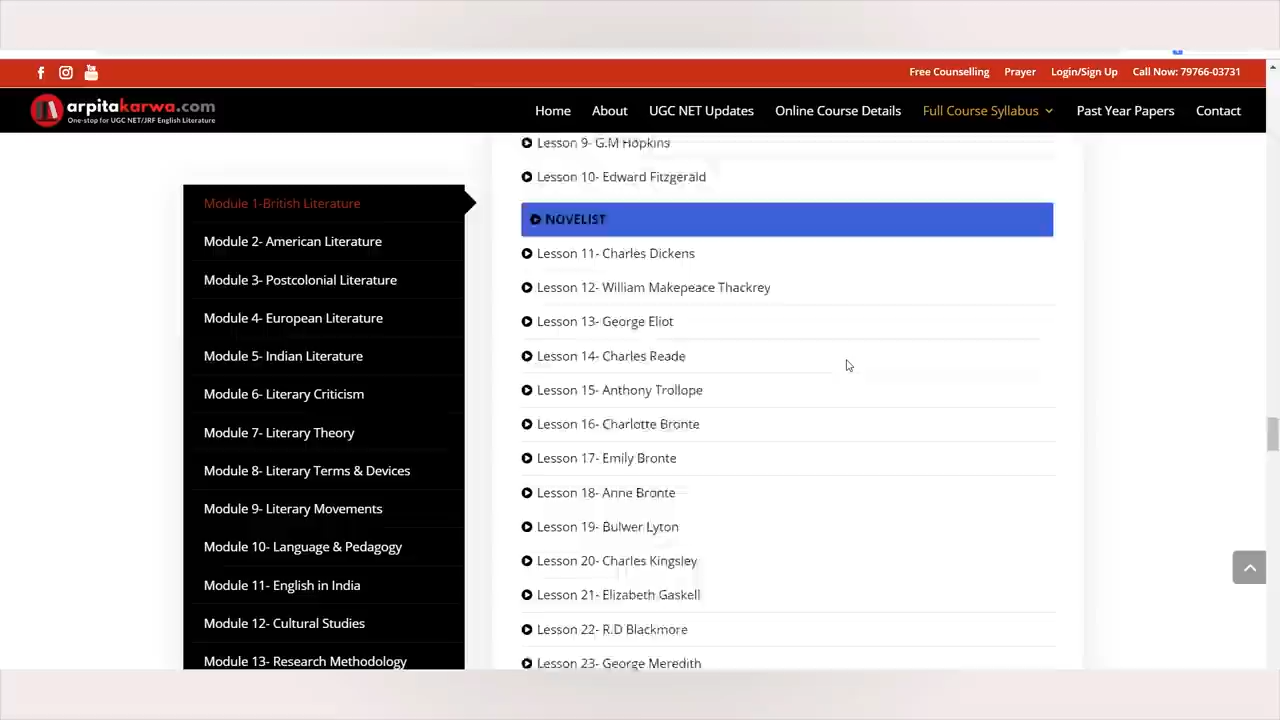 Free Counselling Prayer Login/Sign Up Call Now: 79766-03731
arpitakarwa.com
One-stop for UGC NET/JRF English Literature
Home About UGC NET Updates Online Course Details Full Course Syllabus Past Year Papers Contact
Module 1-British Literature
Module 2- American Literature
Module 3- Postcolonial Literature
Module 4- European Literature
Module 5- Indian Literature
Module 6- Literary Criticism
Module 7- Literary Theory
Module 8- Literary Terms & Devices
Module 9- Literary Movements
Module 10- Language & Pedagogy
Module 11- English in India
Module 12- Cultural Studies
Module 13- Research Methodology
Lesson 9- G.M Hopkins
Lesson 10- Edward Fitzgerald
NOVELIST
Lesson 11- Charles Dickens
Lesson 12- William Makepeace Thackrey
Lesson 13- George Eliot
Lesson 14- Charles Reade
Lesson 15- Anthony Trollope
Lesson 16- Charlotte Bronte
Lesson 17- Emily Bronte
Lesson 18- Anne Bronte
Lesson 19- Bulwer Lyton
Lesson 20- Charles Kingsley
Lesson 21- Elizabeth Gaskell
Lesson 22- R.D Blackmore
Lesson 23- George Meredith